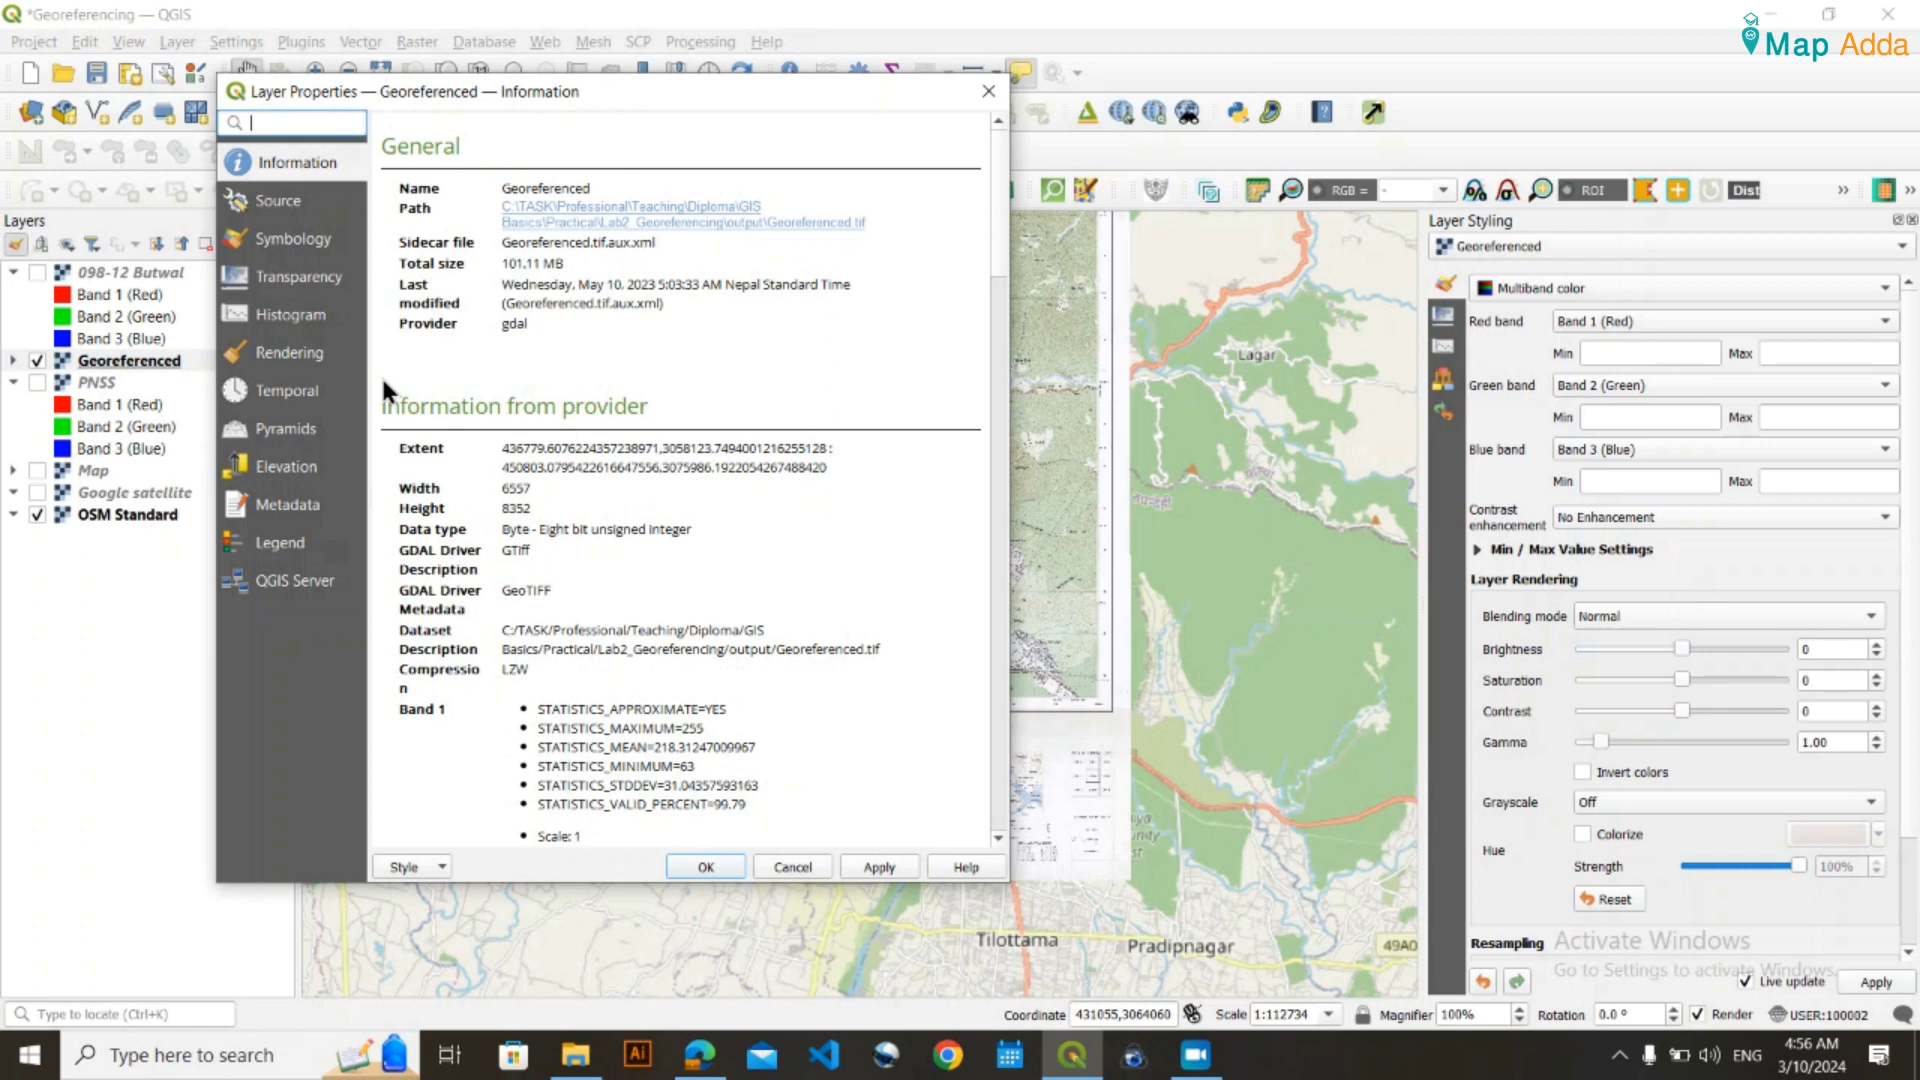 *Georeferencing — QGIS
Map Adda
Project Edit View Layer Settings Plugins Vector Raster Database Web Mesh SCP Processing Help
Layer Properties — Georeferenced — Information
Information
Source
Symbology
Transparency
Histogram
Rendering
Temporal
Pyramids
Elevation
Metadata
Legend
QGIS Server
General
Name Georeferenced
Path C:\TASK\Professional\Teaching\Diploma\GIS
Basics\Practical\Lab2_Georeferencing\output\Georeferenced.tif
Sidecar file Georeferenced.tif.aux.xml
Total size 101.11 MB
Last Wednesday, May 10, 2023 5:03:33 AM Nepal Standard Time
modified (Georeferenced.tif.aux.xml)
Provider gdal
Information from provider
Extent 436779.6076224357238971,3058123.7494001216255128 :
450803.0795422616647556,3075986.1922054267488420
Width 6557
Height 8352
Data type Byte - Eight bit unsigned integer
GDAL Driver GTiff
Description
GDAL Driver GeoTIFF
Metadata
Dataset C:/TASK/Professional/Teaching/Diploma/GIS
Description Basics/Practical/Lab2_Georeferencing/output/Georeferenced.tif
Compressio LZW
n
Band 1 • STATISTICS_APPROXIMATE=YES
• STATISTICS_MAXIMUM=255
• STATISTICS_MEAN=218.31247009967
• STATISTICS_MINIMUM=63
• STATISTICS_STDDEV=31.04357593163
• STATISTICS_VALID_PERCENT=99.79
• Scale: 1
Style OK Cancel Apply Help
Layers
098-12 Butwal
Band 1 (Red)
Band 2 (Green)
Band 3 (Blue)
Georeferenced
PNSS
Band 1 (Red)
Band 2 (Green)
Band 3 (Blue)
Map
Google satellite
OSM Standard
RGB = - ROI Dist
Lagar
Tilottama
Pradipnagar
49A0
Layer Styling
Georeferenced
Multiband color
Red band Band 1 (Red)
Min Max
Green band Band 2 (Green)
Min Max
Blue band Band 3 (Blue)
Min Max
Contrast
enhancement No Enhancement
Min / Max Value Settings
Layer Rendering
Blending mode Normal
Brightness 0
Saturation 0
Contrast 0
Gamma 1.00
Invert colors
Grayscale Off
Colorize
Hue
Strength 100%
Reset
Resampling
Activate Windows
Go to Settings to activate Windows.
Live update Apply
Type to locate (Ctrl+K)
Coordinate 431055,3064060 Scale 1:112734 Magnifier 100% Rotation 0.0 ° Render USER:100002
Type here to search
Ai
ENG
4:56 AM
3/10/2024